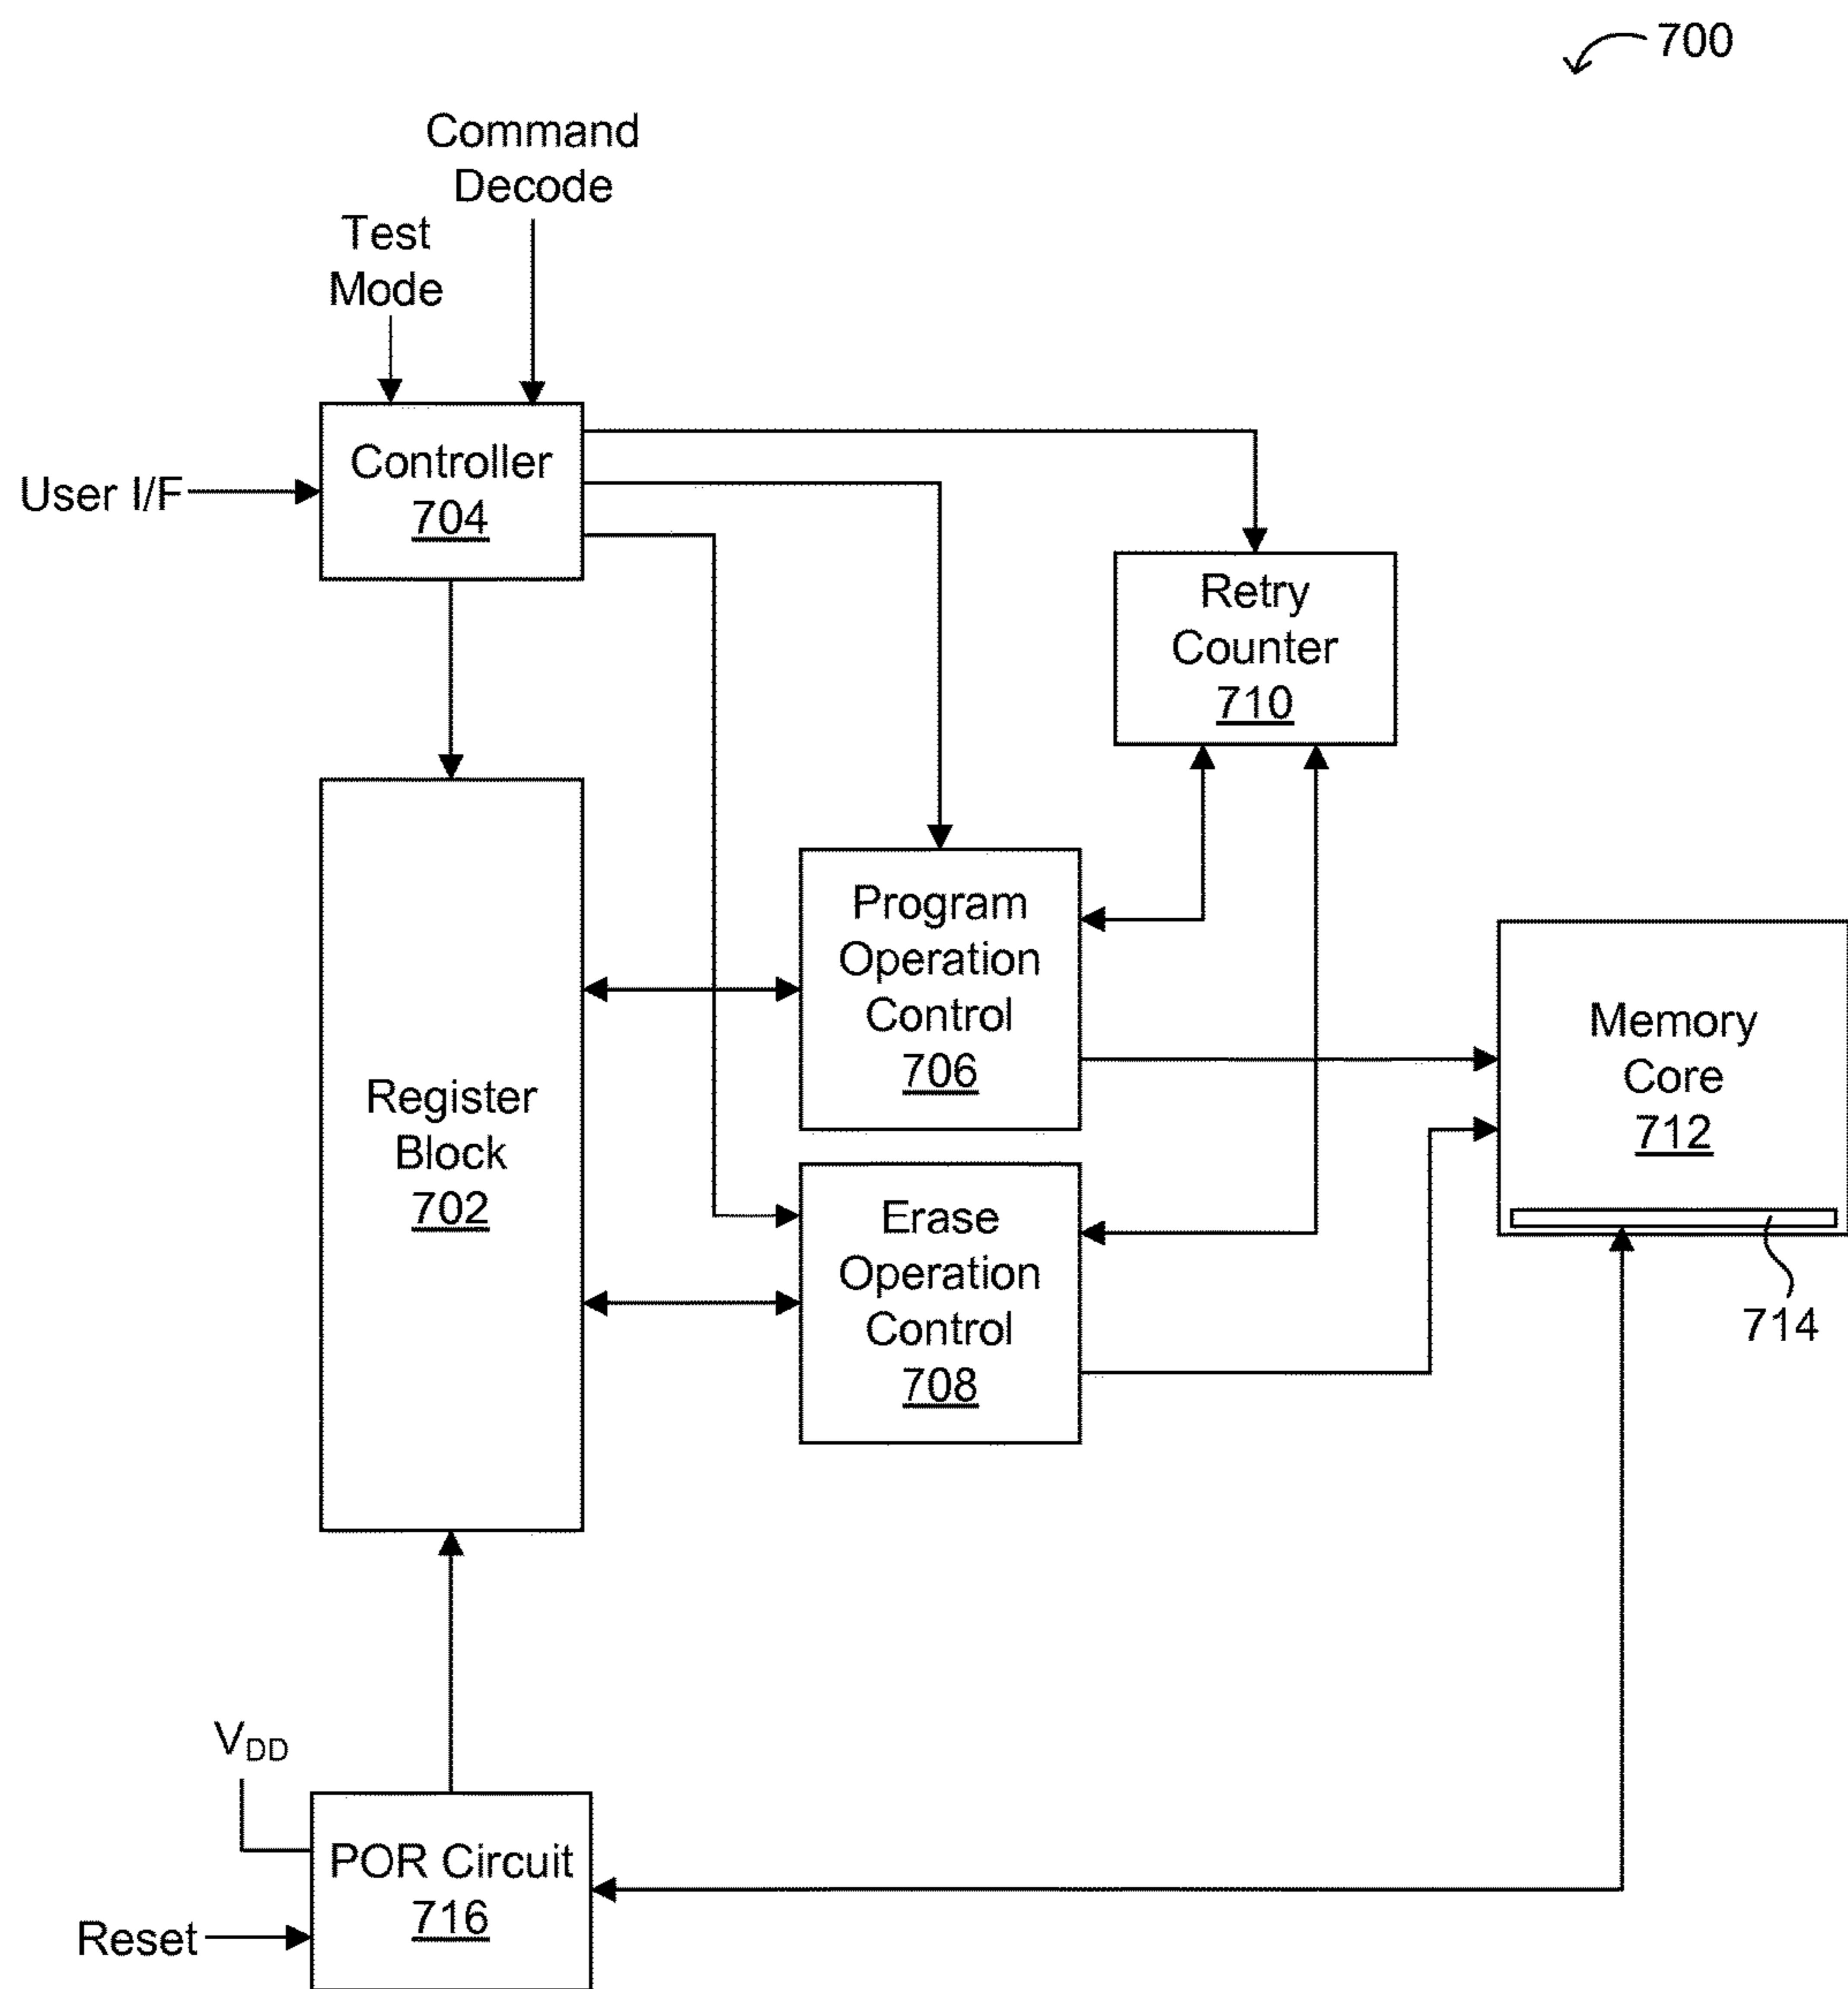 700
Command
Decode
Test
Mode
User I/F
Controller
704
Retry
Counter
710
Program
Operation
Control
706
Memory
Core
712
714
Register
Block
702
Erase
Operation
Control
708
VDD
POR Circuit
716
Reset